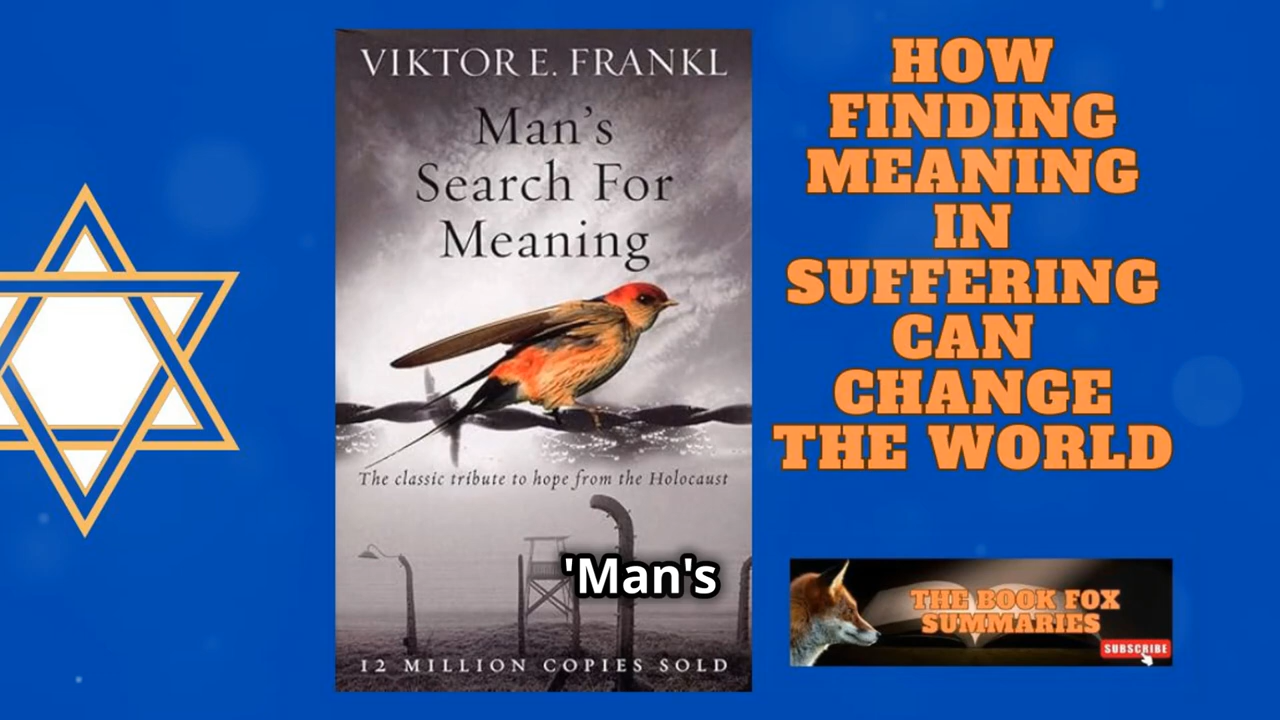 VIKTOR E. FRANKL
Man's
Search For
Meaning
The classic tribute to hope from the Holocaust
'Man's
12 MILLION COPIES SOLD
HOW
FINDING
MEANING
IN
SUFFERING
CAN
CHANGE
THE WORLD
THE BOOK FOX
SUMMARIES
SUBSCRIBE